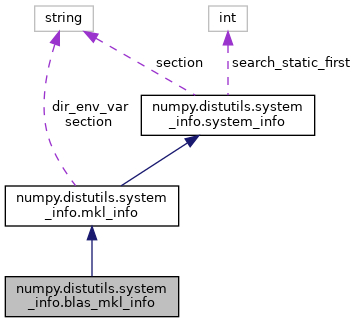 string
int
section
search_static_first
dir_env_var
section
numpy.distutils.system
_info.system_info
numpy.distutils.system
_info.mkl_info
numpy.distutils.system
_info.blas_mkl_info